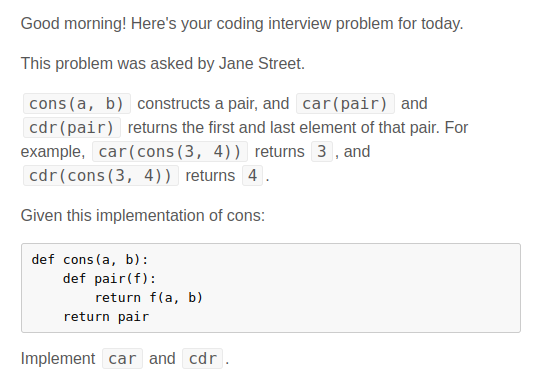 Good morning! Here's your coding interview problem for today.
This problem was asked by Jane Street.
cons(a, b) constructs a pair, and car(pair) and
cdr(pair) returns the first and last element of that pair. For
example, car(cons(3, 4)) returns 3, and
cdr(cons(3, 4)) returns 4.
Given this implementation of cons:
def cons(a, b):
    def pair(f):
        return f(a, b)
    return pair
Implement car and cdr.